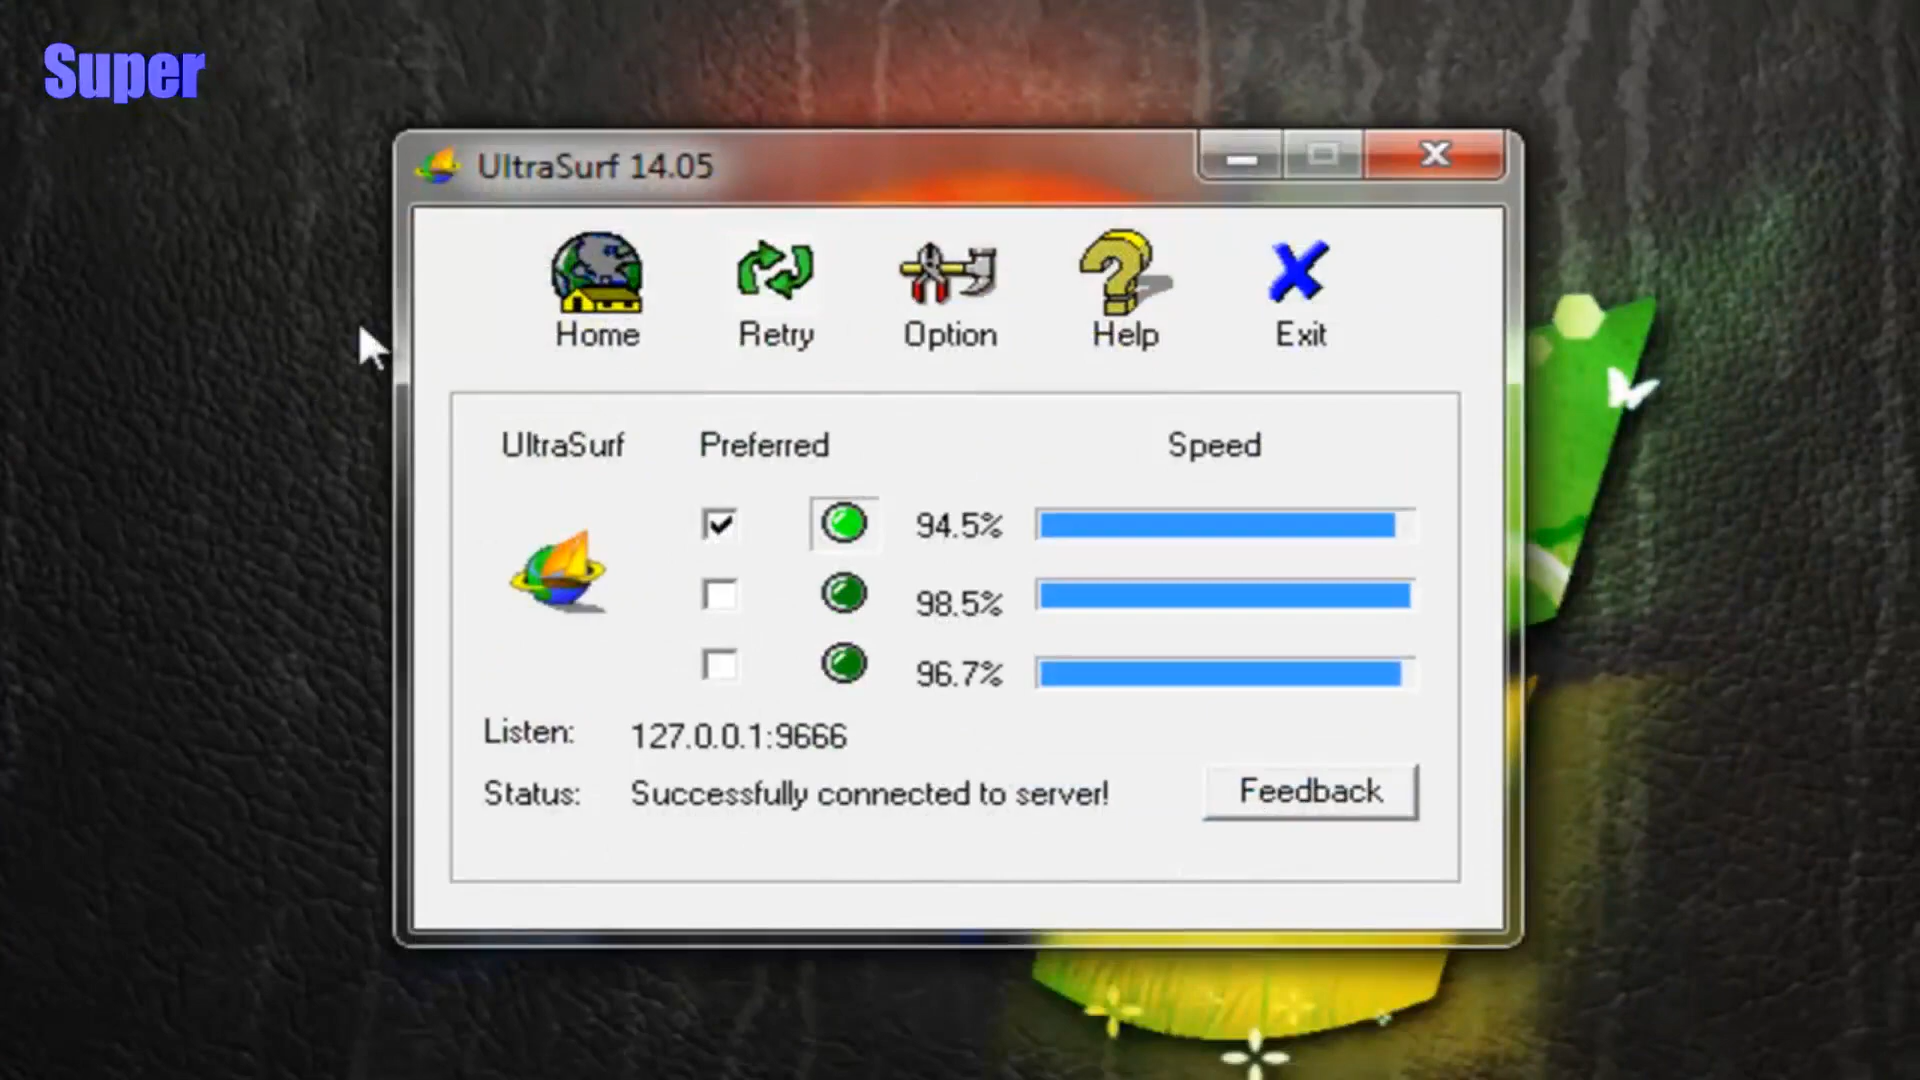 Super
UltraSurf 14.05
Home Retry Option Help Exit
UltraSurf Preferred Speed
94.5%
98.5%
96.7%
Listen: 127.0.0.1:9666
Status: Successfully connected to server! Feedback